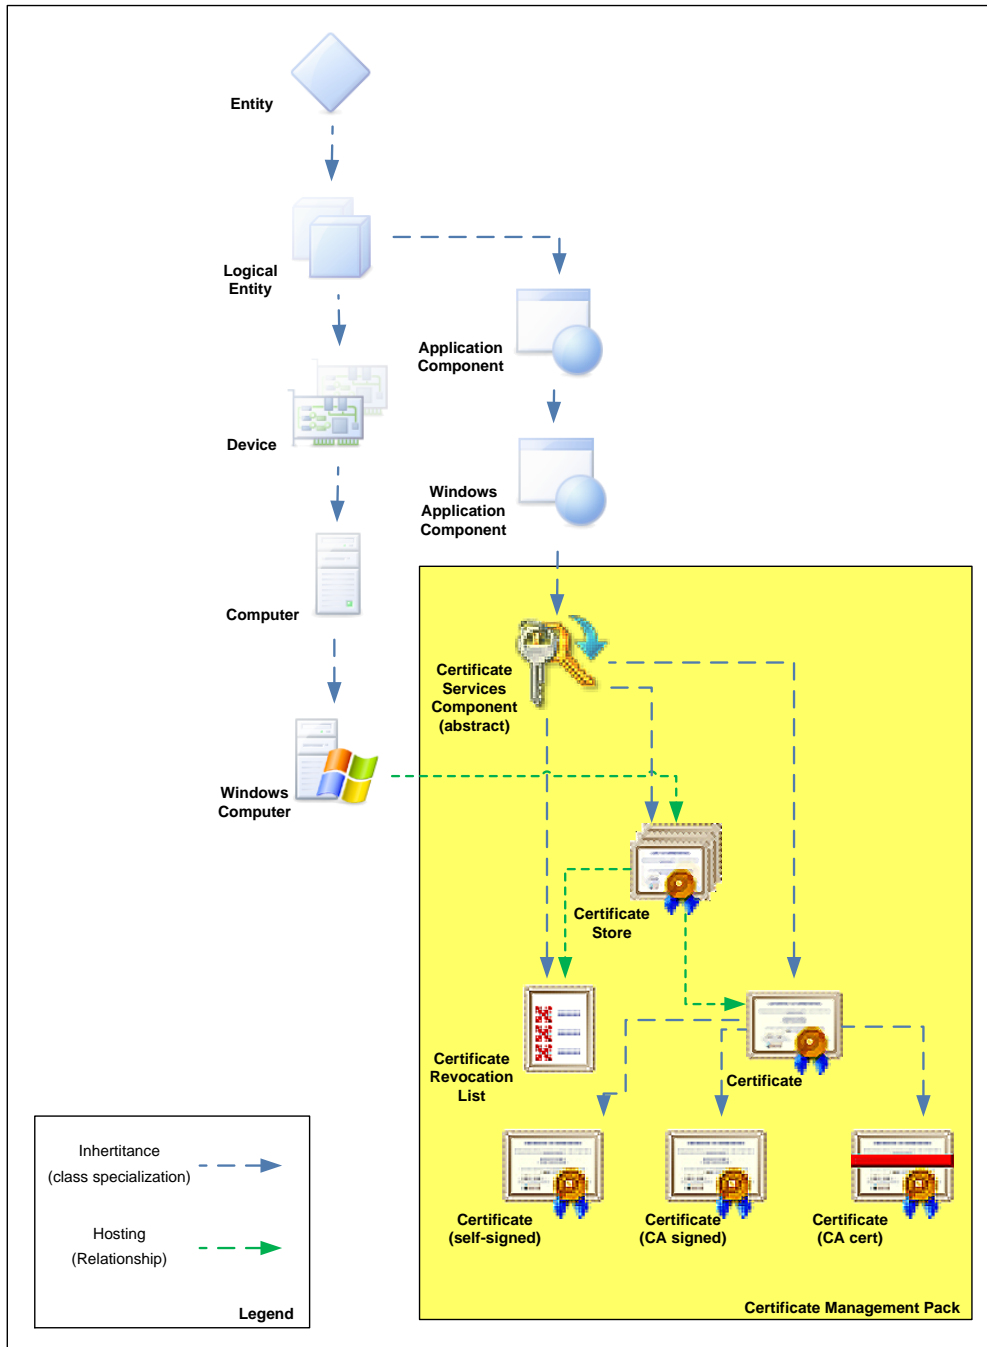 Entity
Logical
Entity
Application
Component
Device
Windows
Application
Component
Computer
Certificate
Services
Component
(abstract)
Windows
Computer
Certificate
Store
Certificate
Revocation
List
Certificate
Certificate
(self-signed)
Certificate
(CA signed)
Certificate
(CA cert)
Certificate Management Pack
Inhertitance
(class specialization)
Hosting
(Relationship)
Legend